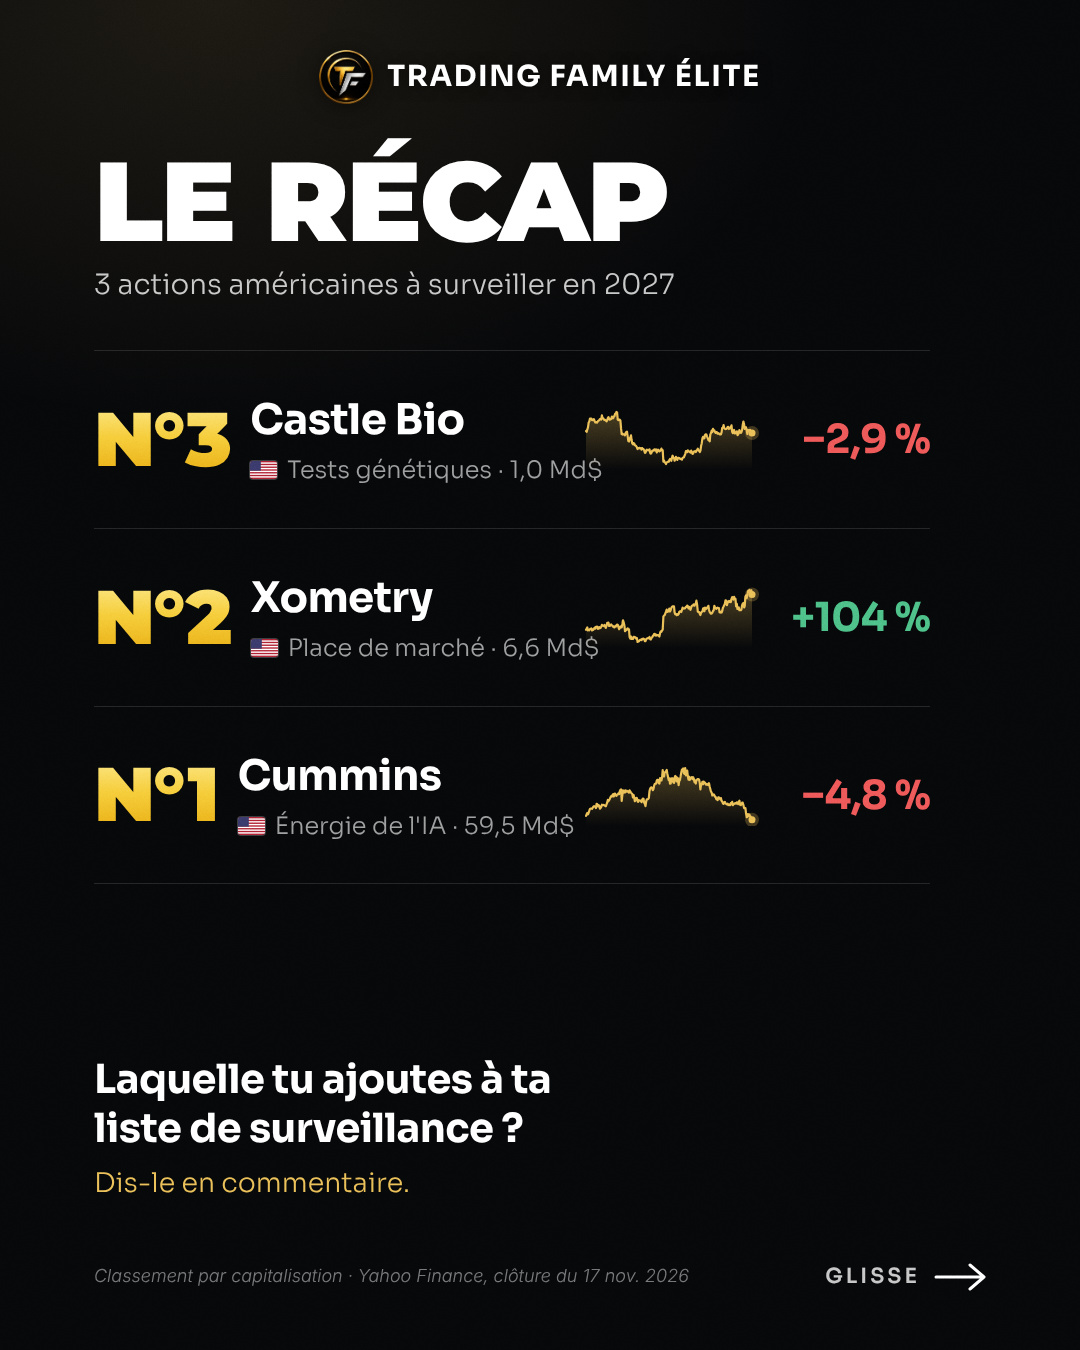 TF
TRADING FAMILY ÉLITE
LE RÉCAP
3 actions américaines à surveiller en 2027
N°3
Castle Bio
Tests génétiques · 1,0 Md$
−2,9 %
N°2
Xometry
Place de marché · 6,6 Md$
+104 %
N°1
Cummins
Énergie de l'IA · 59,5 Md$
−4,8 %
Laquelle tu ajoutes à ta
liste de surveillance ?
Dis-le en commentaire.
Classement par capitalisation · Yahoo Finance, clôture du 17 nov. 2026
GLISSE